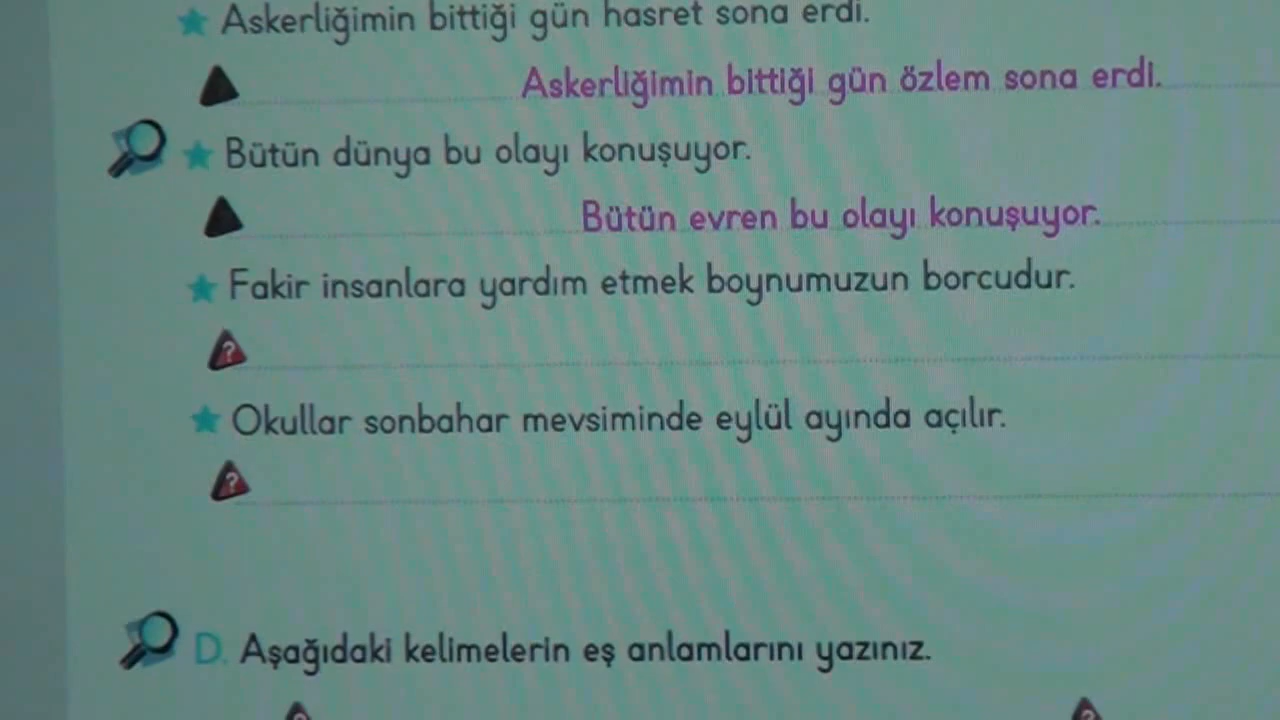 Askerliğimin bittiği gün hasret sona erdi.
Askerliğimin bittiği gün özlem sona erdi.
Bütün dünya bu olayı konuşuyor.
Bütün evren bu olayı konuşuyor.
Fakir insanlara yardım etmek boynumuzun borcudur.
?
Okullar sonbahar mevsiminde eylül ayında açılır.
?
D. Aşağıdaki kelimelerin eş anlamlarını yazınız.
? ?